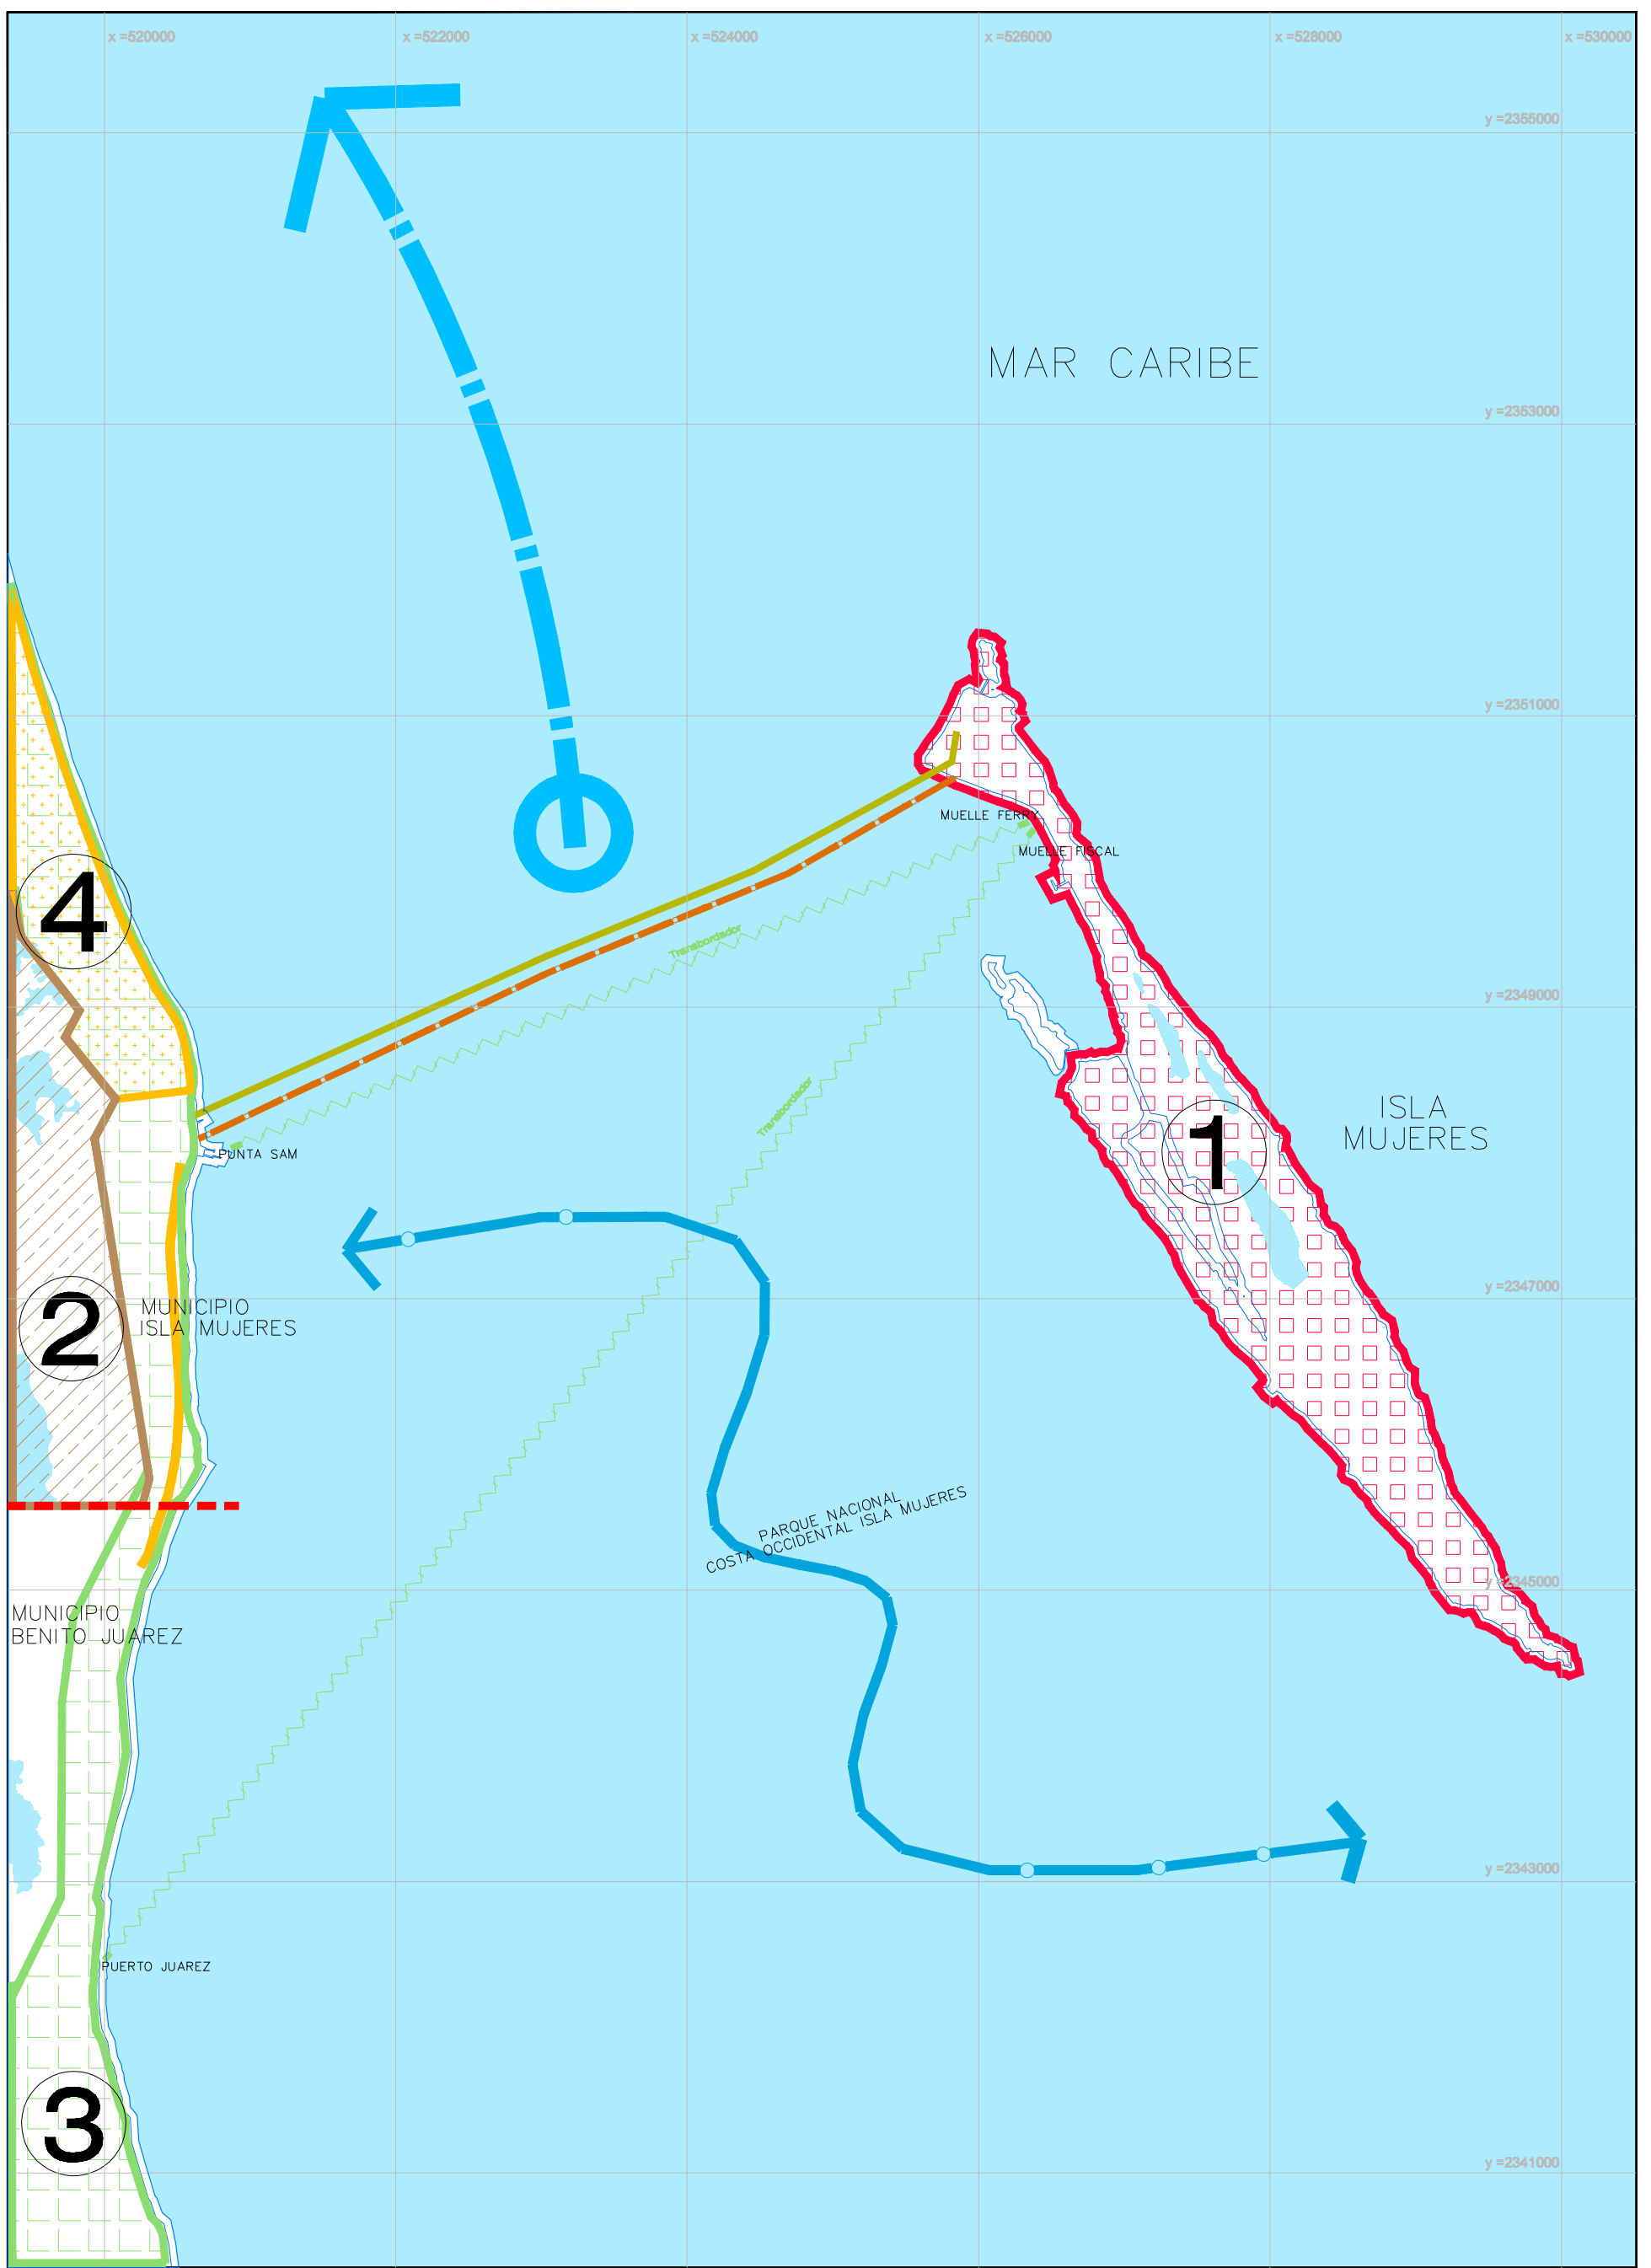 x =520000
x =522000
x =524000
x =526000
x =528000
x =530000
y =2355000
MAR CARIBE
y =2353000
y =2351000
MUELLE FERRY
MUELLE FISCAL
4
Transbordador
y =2349000
Transbordador
ISLA
MUJERES
1
PUNTA SAM
y =2347000
2
MUNICIPIO
ISLA MUJERES
PARQUE NACIONAL
COSTA OCCIDENTAL ISLA MUJERES
y =2345000
MUNICIPIO
BENITO JUAREZ
y =2343000
PUERTO JUAREZ
3
y =2341000